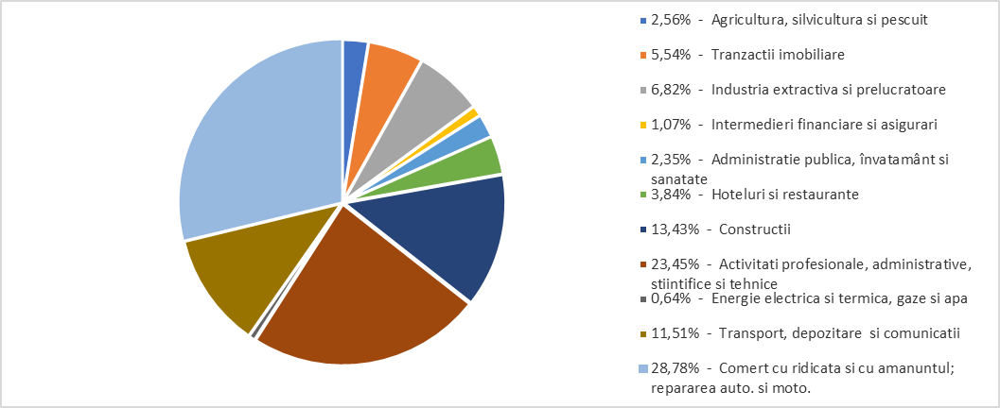 2,56% - Agricultura, silvicultura si pescuit
5,54% - Tranzactii imobiliare
6,82% - Industria extractiva si prelucratoare
1,07% - Intermedieri financiare si asigurari
2,35% - Administratie publica, învatamânt si
sanatate
3,84% - Hoteluri si restaurante
13,43% - Constructii
23,45% - Activitati profesionale, administrative,
stiintifice si tehnice
0,64% - Energie electrica si termica, gaze si apa
11,51% - Transport, depozitare si comunicatii
28,78% - Comert cu ridicata si cu amanuntul;
repararea auto. si moto.